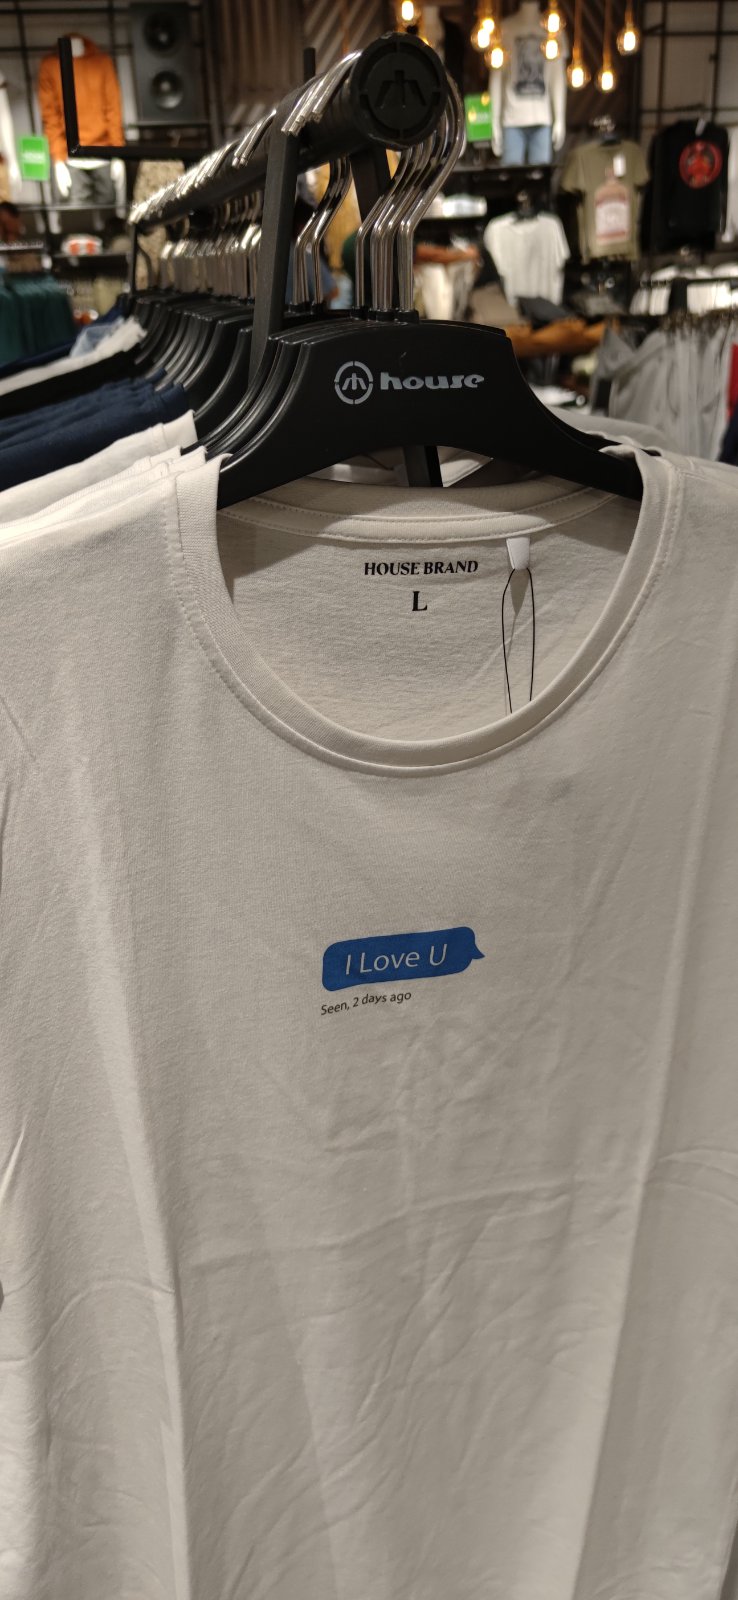 house
HOUSE BRAND
L
I Love U
Seen, 2 days ago